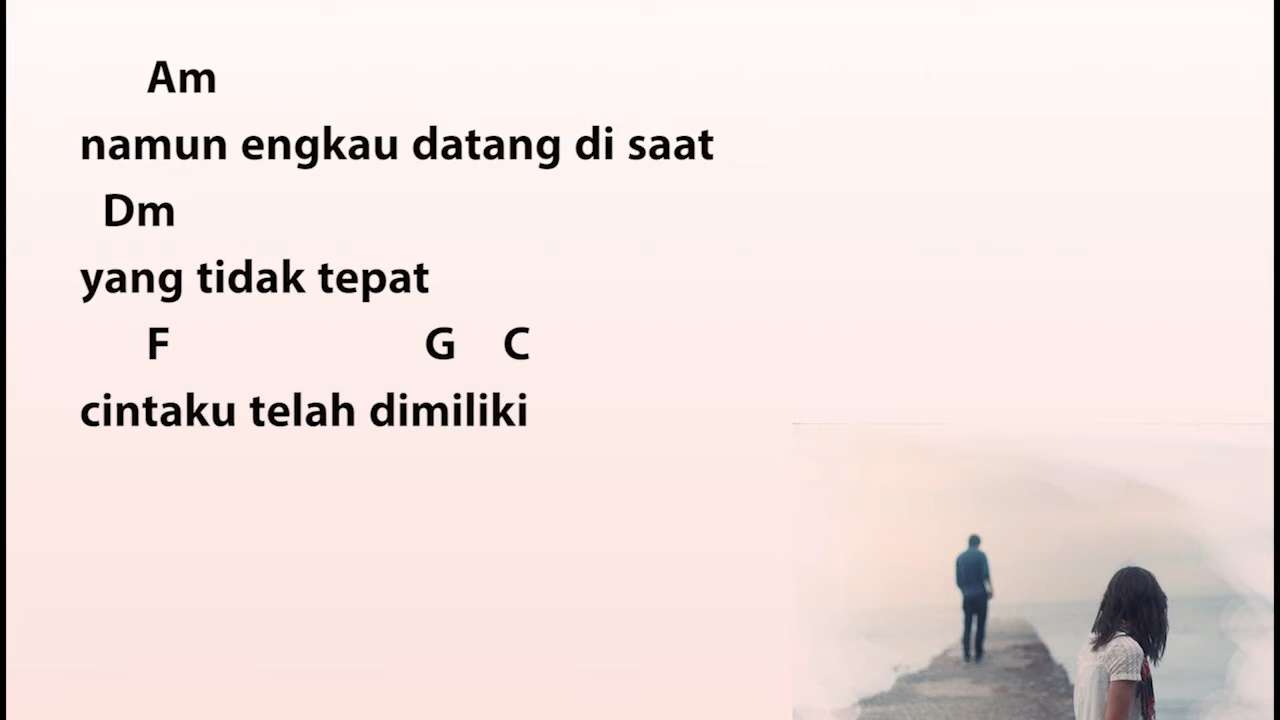 Am
namun engkau datang di saat
Dm
yang tidak tepat
F G C
cintaku telah dimiliki